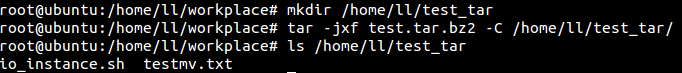 root@ubuntu:/home/ll/workplace# mkdir /home/ll/test_tar
root@ubuntu:/home/ll/workplace# tar -jxf test.tar.bz2 -C /home/ll/test_tar/
root@ubuntu:/home/ll/workplace# ls /home/ll/test_tar
io_instance.sh  testmv.txt